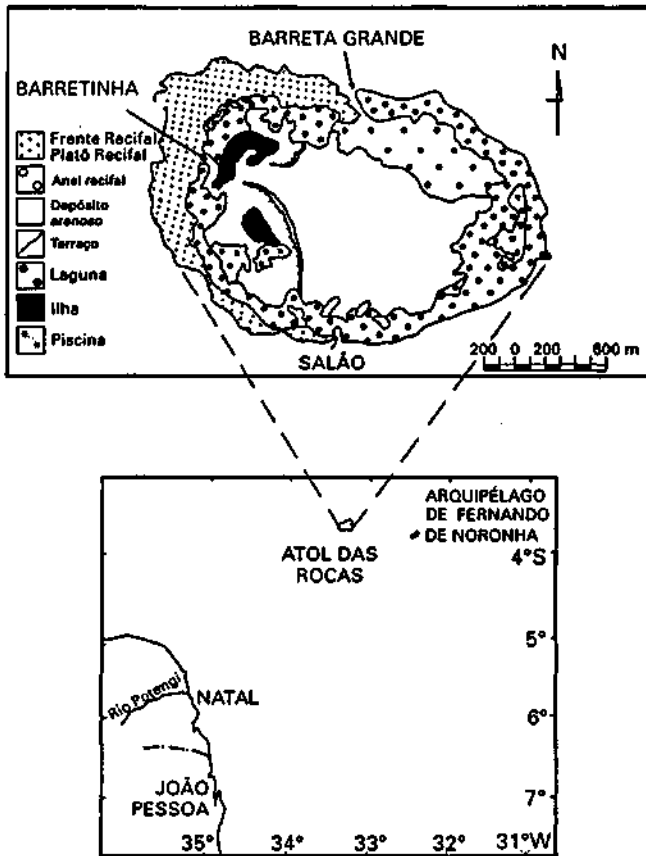 BARRETA GRANDE
N
BARRETINHA
Frente Recifal
Platô Recifal
Anel recifal
Depósito
arenoso
Terraço
Laguna
Ilha
Piscina
SALÃO
200 0 200 600 m
ARQUIPÉLAGO
DE FERNANDO
DE NORONHA
ATOL DAS
ROCAS
4°S
5°
Rio Potengi
NATAL
6°
JOÃO
PESSOA
7°
35° 34° 33° 32° 31°W